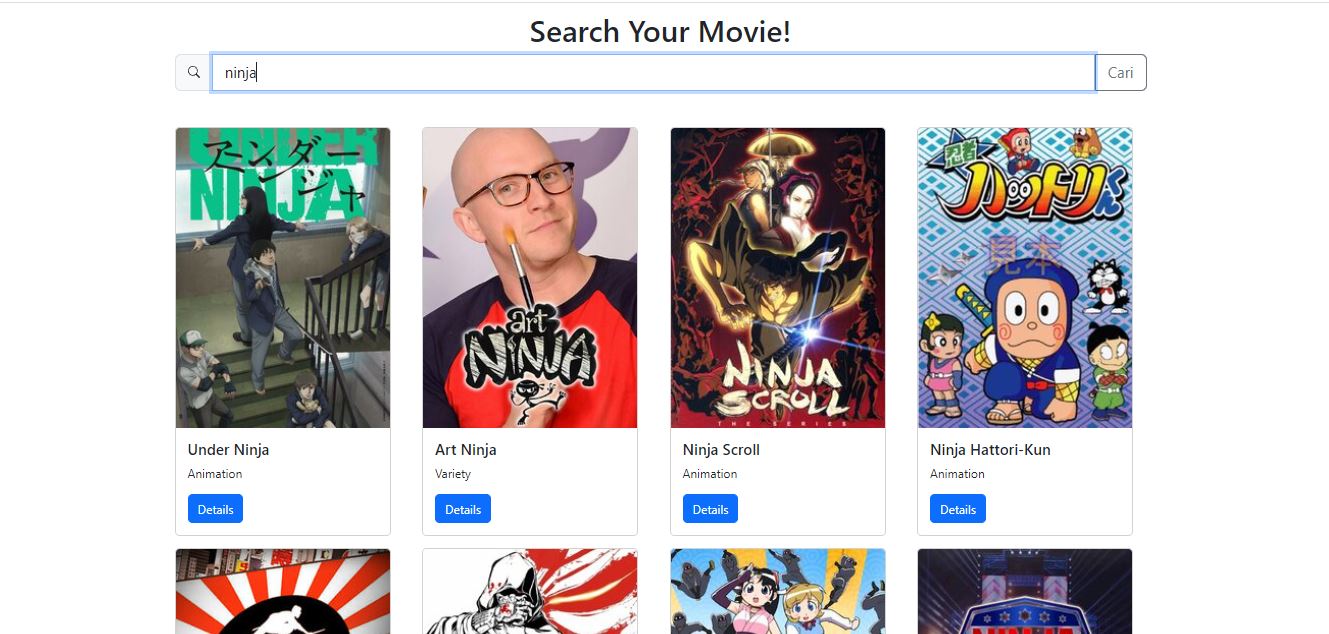 Search Your Movie!
ninja
Cari
UNDER
アンダー
NINJA
ニンジャ
art
NINJA
NINJA
SCROLL
THE SERIES
忍者
ハットリくん
見本
Under Ninja
Art Ninja
Ninja Scroll
Ninja Hattori-Kun
Animation
Variety
Animation
Animation
Details
Details
Details
Details